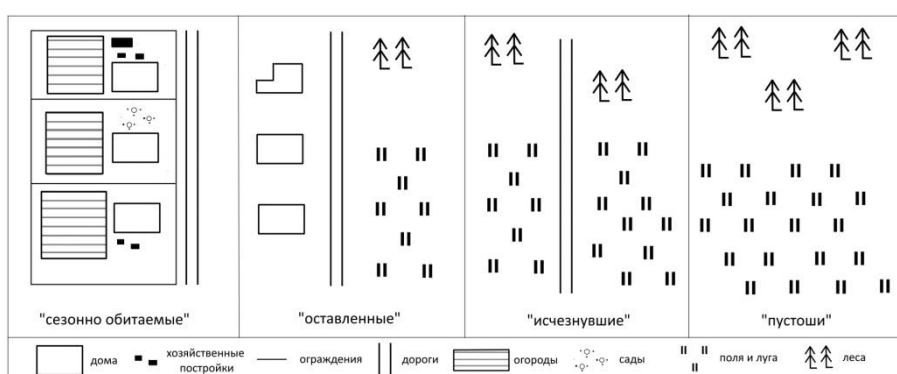 "сезонно обитаемые"
"оставленные"
"исчезнувшие"
"пустоши"
дома
хозяйственные
постройки
ограждения
дороги
огороды
сады
поля и луга
леса